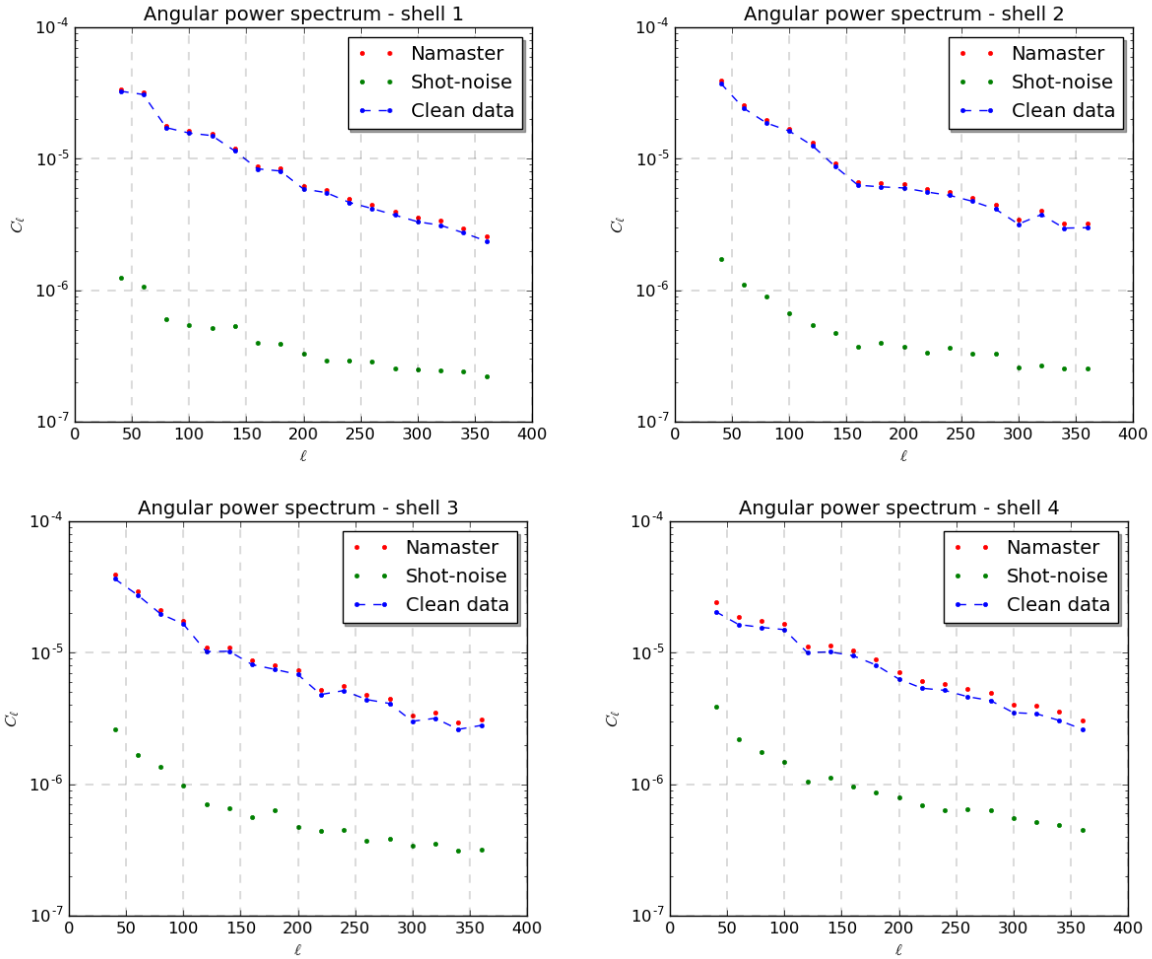 Angular power spectrum - shell 1
10^-4
10^-5
10^-6
10^-7
C_ℓ
Namaster
Shot-noise
Clean data
0 50 100 150 200 250 300 350 400
ℓ
Angular power spectrum - shell 2
10^-4
10^-5
10^-6
10^-7
C_ℓ
Namaster
Shot-noise
Clean data
0 50 100 150 200 250 300 350 400
ℓ
Angular power spectrum - shell 3
10^-4
10^-5
10^-6
10^-7
C_ℓ
Namaster
Shot-noise
Clean data
0 50 100 150 200 250 300 350 400
ℓ
Angular power spectrum - shell 4
10^-4
10^-5
10^-6
10^-7
C_ℓ
Namaster
Shot-noise
Clean data
0 50 100 150 200 250 300 350 400
ℓ